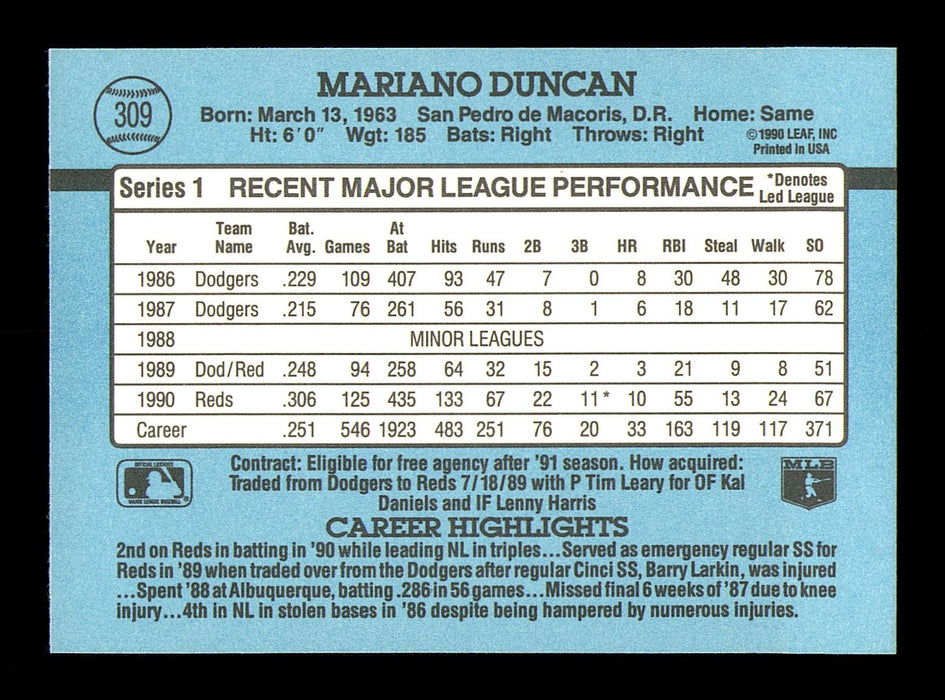 MARIANO DUNCAN
309
Born: March 13, 1963 San Pedro de Macoris, D.R. Home: Same
Ht: 6'0" Wgt: 185 Bats: Right Throws: Right
©1990 LEAF, INC
Printed in USA
Series 1 RECENT MAJOR LEAGUE PERFORMANCE *Denotes
Led League
Year Team Name Bat. Avg. Games At Bat Hits Runs 2B 3B HR RBI Steal Walk SO
1986 Dodgers .229 109 407 93 47 7 0 8 30 48 30 78
1987 Dodgers .215 76 261 56 31 8 1 6 18 11 17 62
1988 MINOR LEAGUES
1989 Dod/Red .248 94 258 64 32 15 2 3 21 9 8 51
1990 Reds .306 125 435 133 67 22 11* 10 55 13 24 67
Career .251 546 1923 483 251 76 20 33 163 119 117 371
OFFICIAL LICENSEE
MAJOR LEAGUE BASEBALL
Contract: Eligible for free agency after '91 season. How acquired:
Traded from Dodgers to Reds 7/18/89 with P Tim Leary for OF Kal
Daniels and IF Lenny Harris
MLB
CAREER HIGHLIGHTS
2nd on Reds in batting in '90 while leading NL in triples...Served as emergency regular SS for
Reds in '89 when traded over from the Dodgers after regular Cinci SS, Barry Larkin, was injured
...Spent '88 at Albuquerque, batting .286 in 56 games...Missed final 6 weeks of '87 due to knee
injury...4th in NL in stolen bases in '86 despite being hampered by numerous injuries.